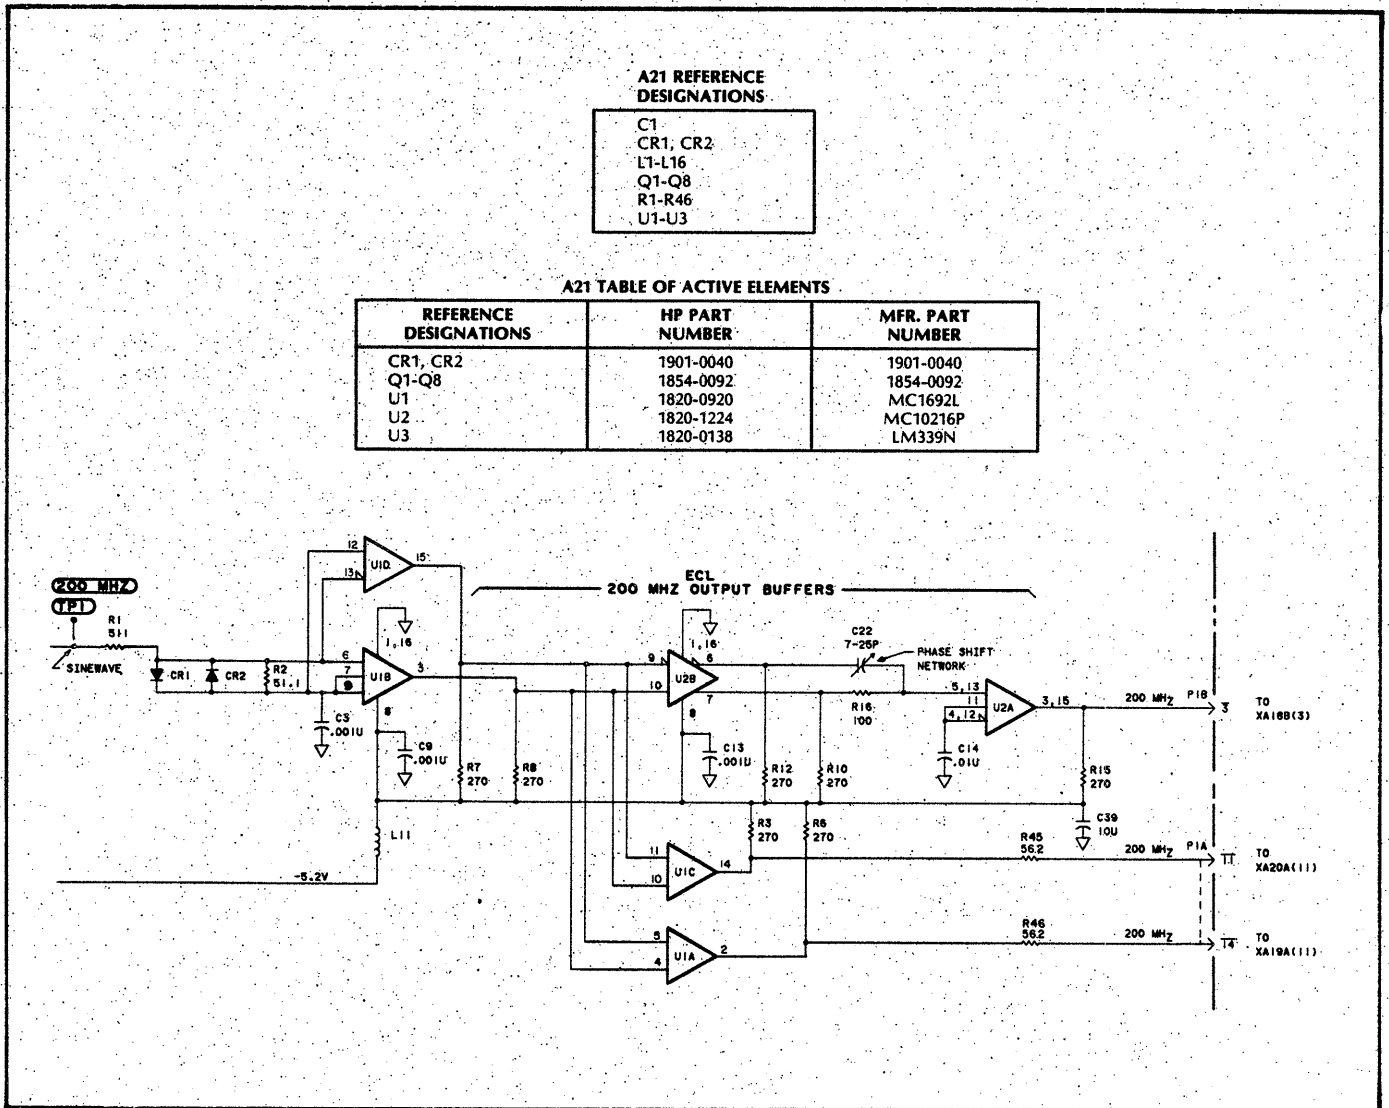 A21 REFERENCE
DESIGNATIONS
C1
CR1, CR2
L1-L16
Q1-Q8
R1-R46
U1-U3
A21 TABLE OF ACTIVE ELEMENTS
REFERENCE DESIGNATIONS HP PART NUMBER MFR. PART NUMBER
CR1, CR2 1901-0040 1901-0040
Q1-Q8 1854-0092 1854-0092
U1 1820-0920 MC1692L
U2 1820-1224 MC10216P
U3 1820-0138 LM339N
200 MHZ
TP1
R1
511
SINEWAVE
CR1
CR2
R2
51.1
12
13
U1D
15
1,16
6
7
9
U1B
3
8
C3
.001U
C9
.001U
R7
270
R8
270
L11
-5.2V
ECL
200 MHZ OUTPUT BUFFERS
1,16
9
10
U2B
6
7
8
C13
.001U
R12
270
R10
270
C22
7-25P
PHASE SHIFT
NETWORK
R16
100
5,13
11
4,12
U2A
3,15
C14
.01U
R15
270
C39
10U
200 MHZ P1B
3
TO
XA18B(3)
R3
270
R6
270
11
10
U1C
14
R45
56.2
200 MHZ P1A
11
TO
XA20A(11)
5
4
U1A
2
R46
56.2
200 MHZ
14
TO
XA19A(11)